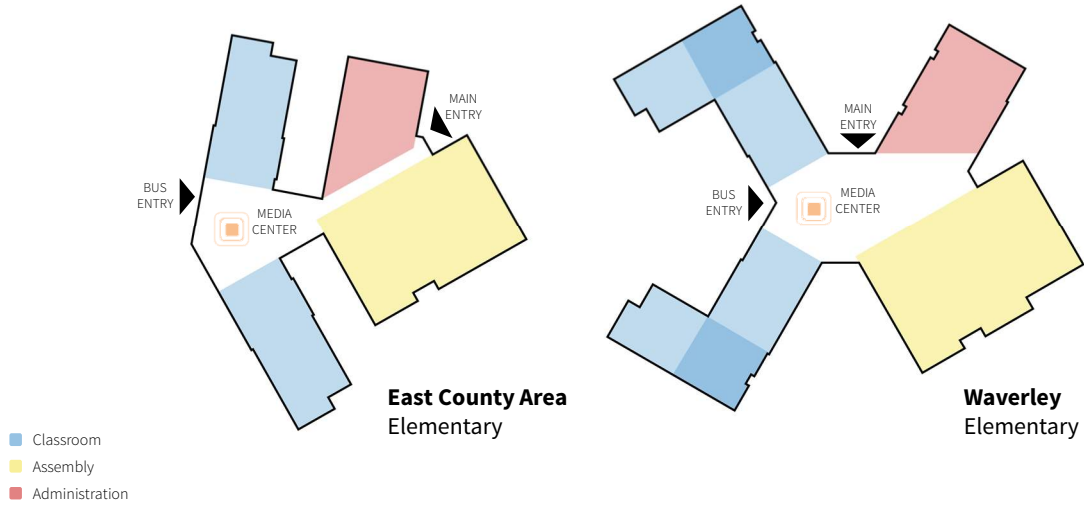 MAIN
ENTRY
BUS
ENTRY
MEDIA
CENTER
East County Area
Elementary
MAIN
ENTRY
BUS
ENTRY
MEDIA
CENTER
Waverley
Elementary
Classroom
Assembly
Administration